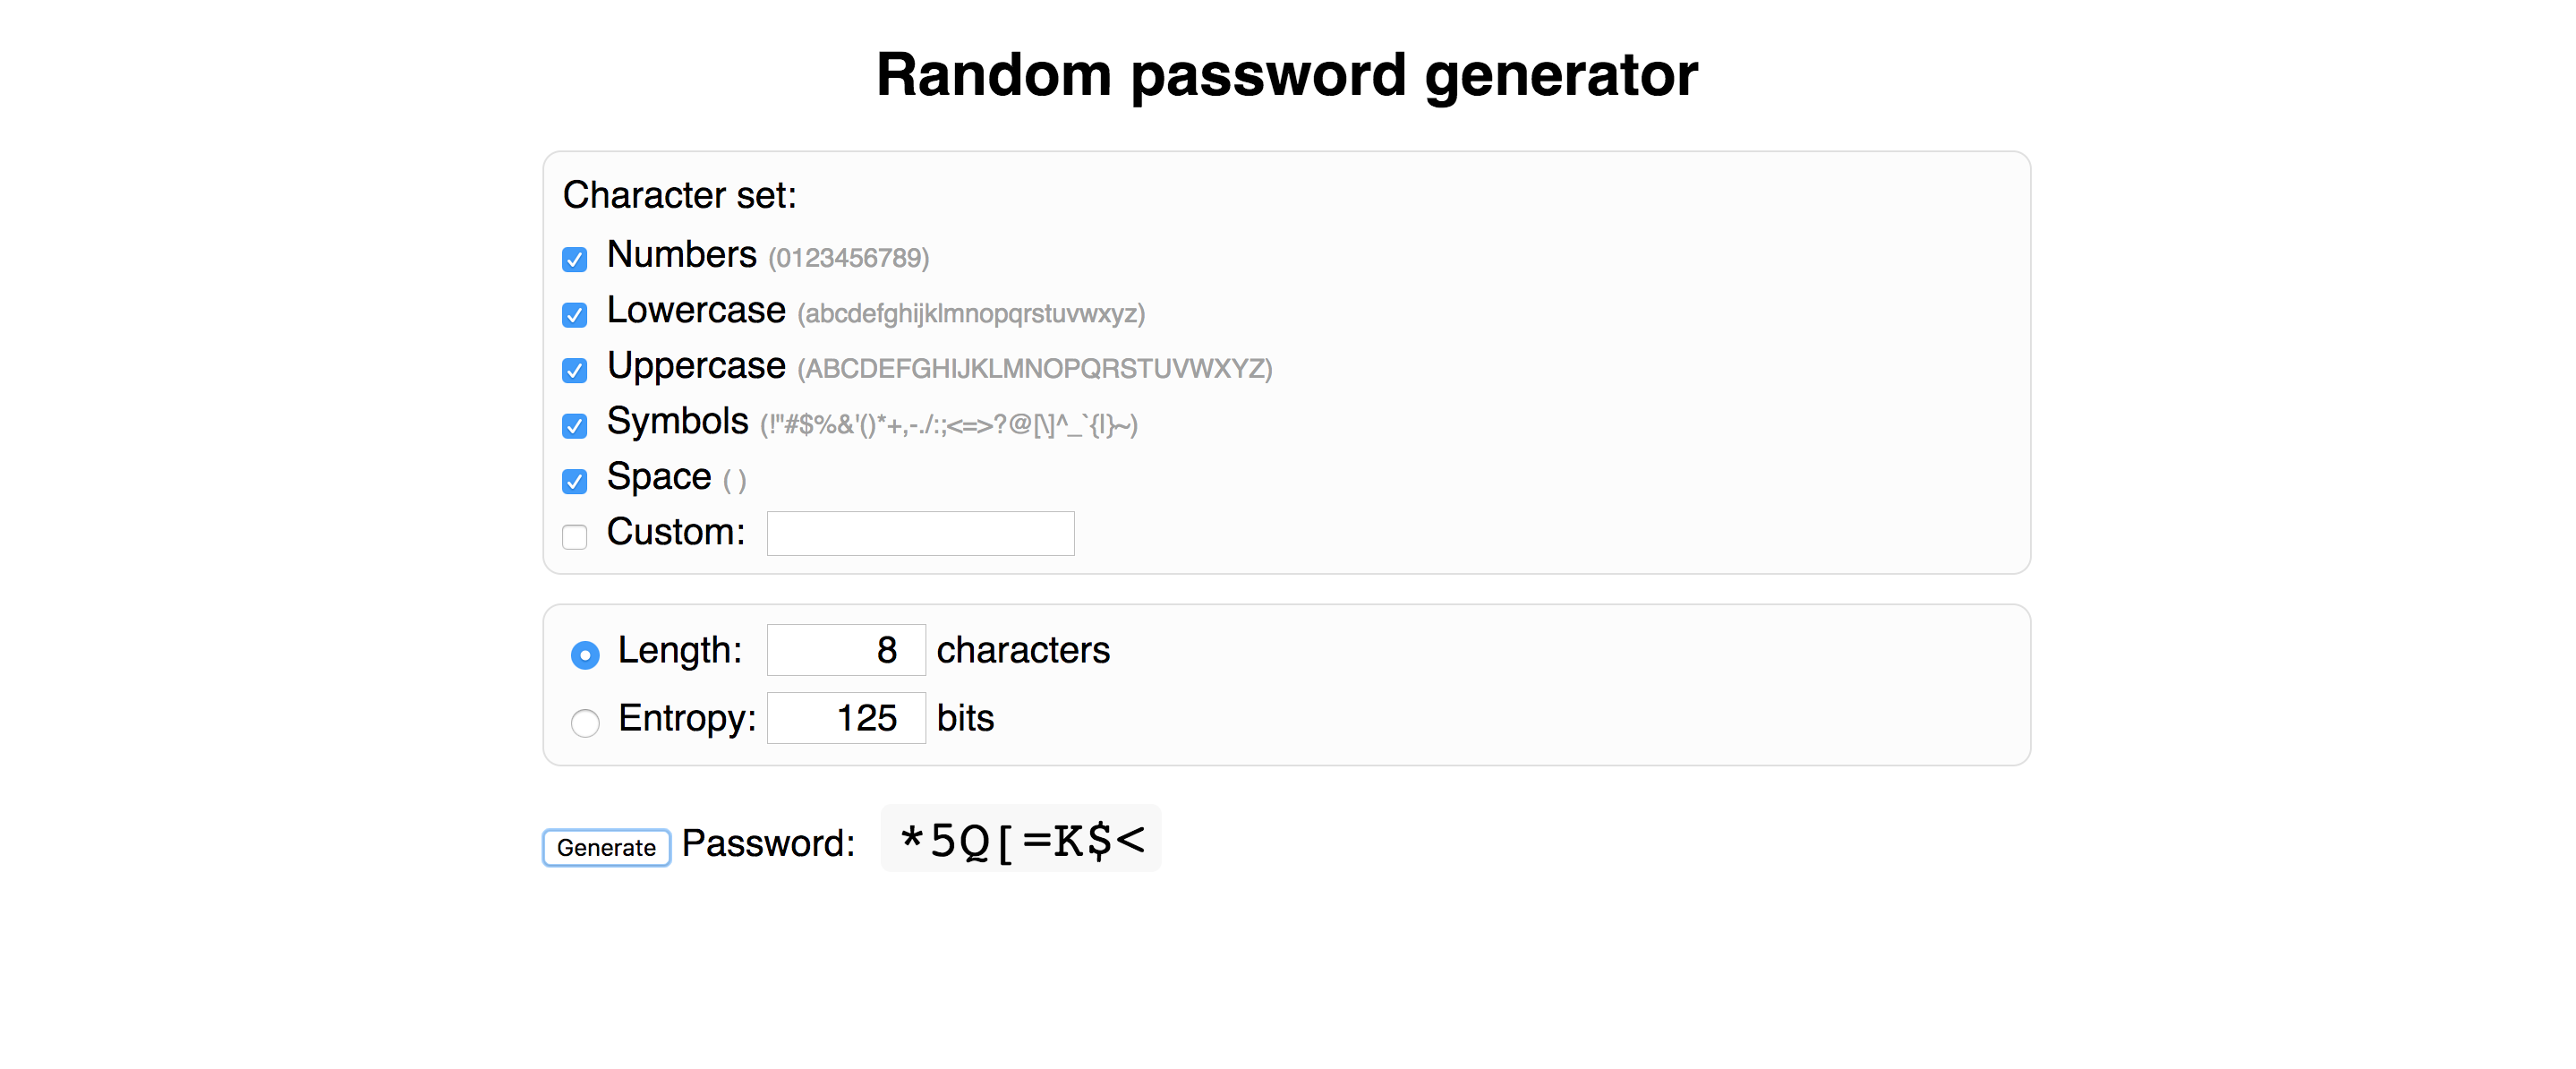 Random password generator
Character set:
Numbers (0123456789)
Lowercase (abcdefghijklmnopqrstuvwxyz)
Uppercase (ABCDEFGHIJKLMNOPQRSTUVWXYZ)
Symbols (!"#$%&'()*+,-./:;<=>?@[\]^_`{|}~)
Space ( )
Custom:
Length: 8 characters
Entropy: 125 bits
Generate Password: *5Q[=K$<